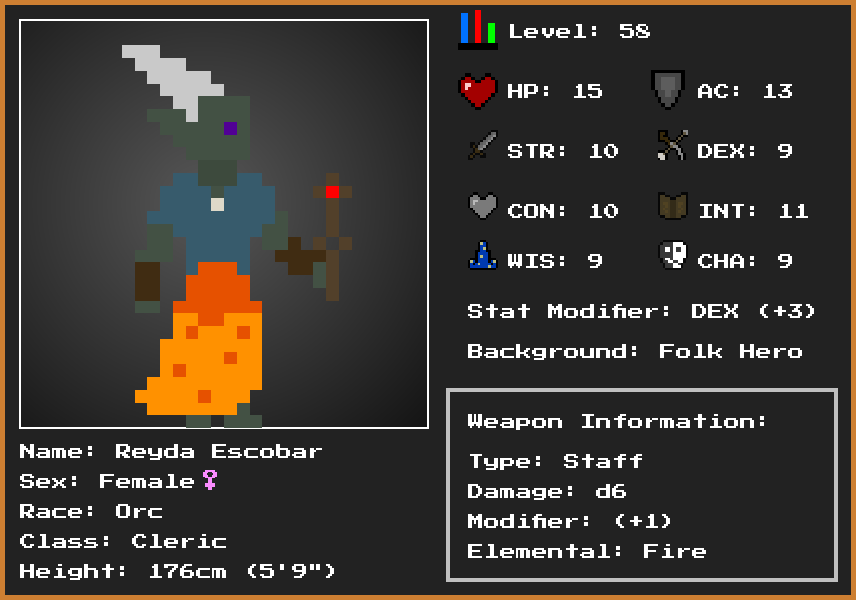 Level: 58
HP: 15 AC: 13
STR: 10 DEX: 9
CON: 10 INT: 11
WIS: 9 CHA: 9
Stat Modifier: DEX (+3)
Background: Folk Hero
Weapon Information:
Type: Staff
Damage: d6
Modifier: (+1)
Elemental: Fire
Name: Reyda Escobar
Sex: Female♀
Race: Orc
Class: Cleric
Height: 176cm (5'9")